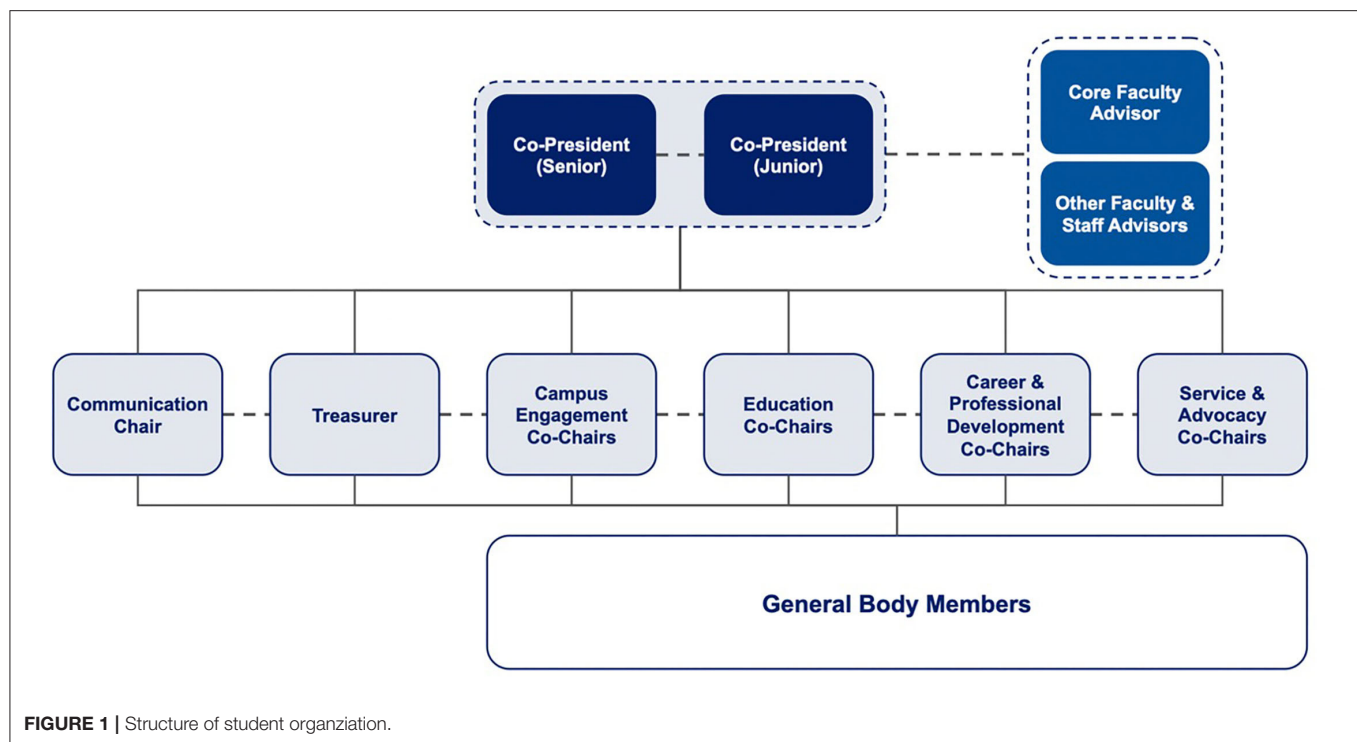 Core Faculty
Advisor
Co-President
(Senior)
Co-President
(Junior)
Other Faculty &
Staff Advisors
Communication
Chair
Treasurer
Campus
Engagement
Co-Chairs
Education
Co-Chairs
Career &
Professional
Development
Co-Chairs
Service &
Advocacy
Co-Chairs
General Body Members
FIGURE 1 | Structure of student organziation.